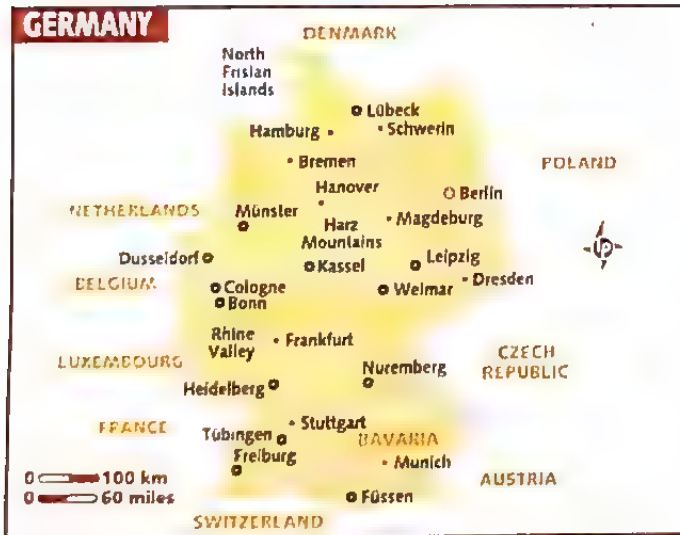 GERMANY
DENMARK
North
Frisian
Islands
Lübeck
Hamburg
Schwerin
Bremen
POLAND
Hanover
Berlin
NETHERLANDS
Münster
Magdeburg
Harz
Mountains
UP
Dusseldorf
Kassel
Leipzig
BELGIUM
Cologne
Dresden
Weimar
Bonn
Rhine
Valley
Frankfurt
LUXEMBOURG
CZECH
REPUBLIC
Nuremberg
Heidelberg
FRANCE
Stuttgart
Tübingen
BAVARIA
Freiburg
Munich
0 100 km
0 60 miles
AUSTRIA
Füssen
SWITZERLAND